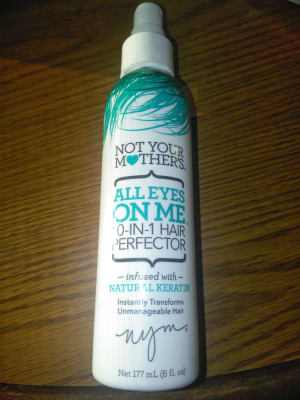 NOT YOUR
MOTHER'S
ALL EYES
ON ME
10-IN-1 HAIR
PERFECTOR
— infused with —
NATURAL KERATIN
Instantly Transforms
Unmanageable Hair
nym.
Net 177 mL (6 fl. oz)